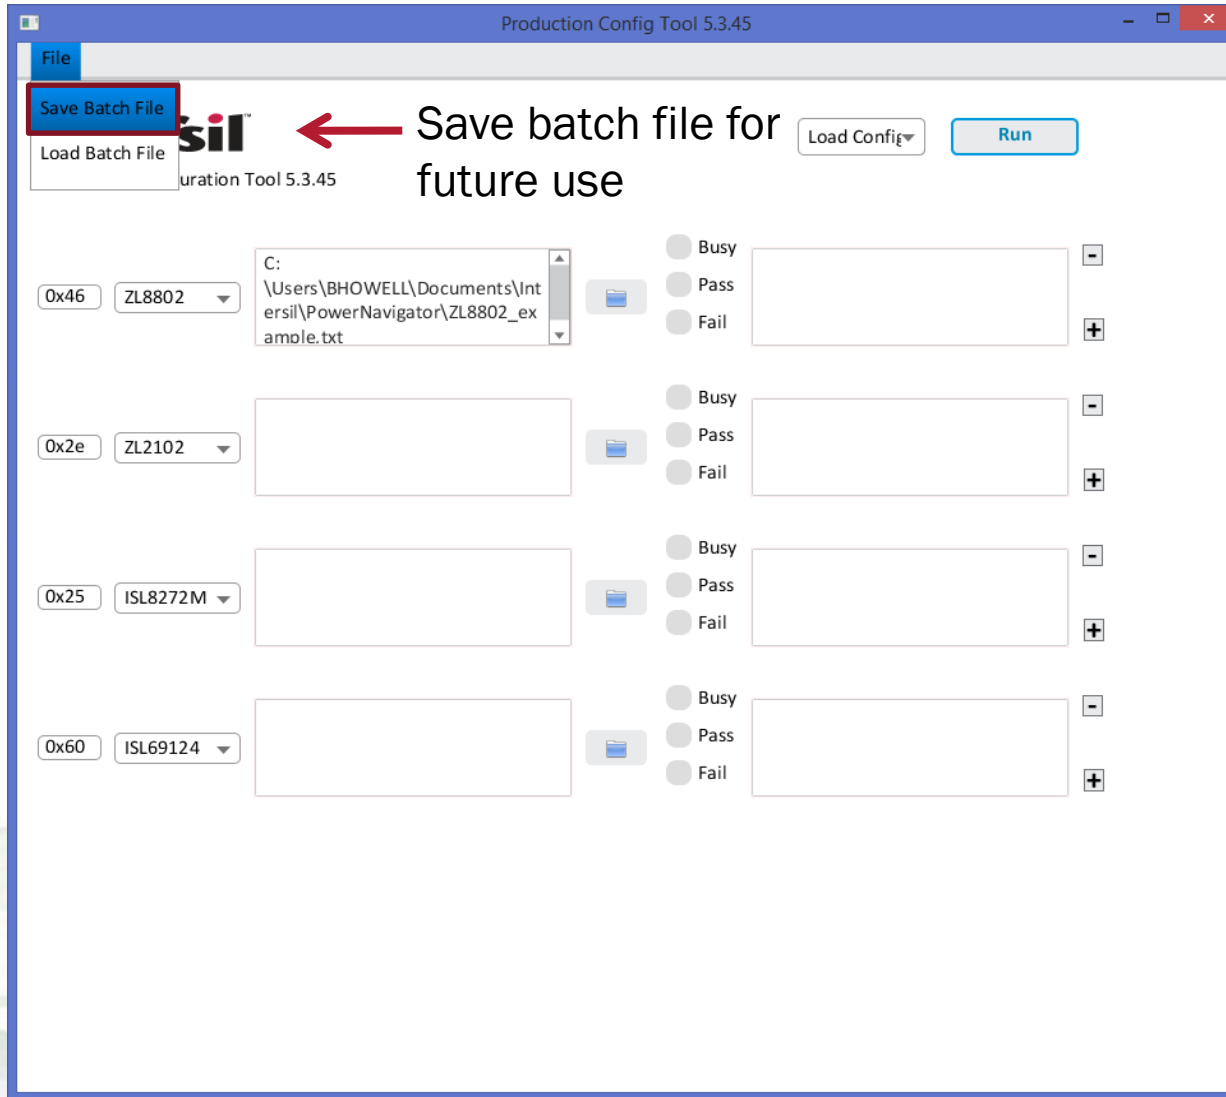 Production Config Tool 5.3.45
File
Save Batch File
Load Batch File
sil™
uration Tool 5.3.45
Save batch file for
future use
Load Config
Run
0x46
ZL8802
C:
\Users\BHOWELL\Documents\Int
ersil\PowerNavigator\ZL8802_ex
ample.txt
Busy
Pass
Fail
-
+
0x2e
ZL2102
Busy
Pass
Fail
-
+
0x25
ISL8272M
Busy
Pass
Fail
-
+
0x60
ISL69124
Busy
Pass
Fail
-
+